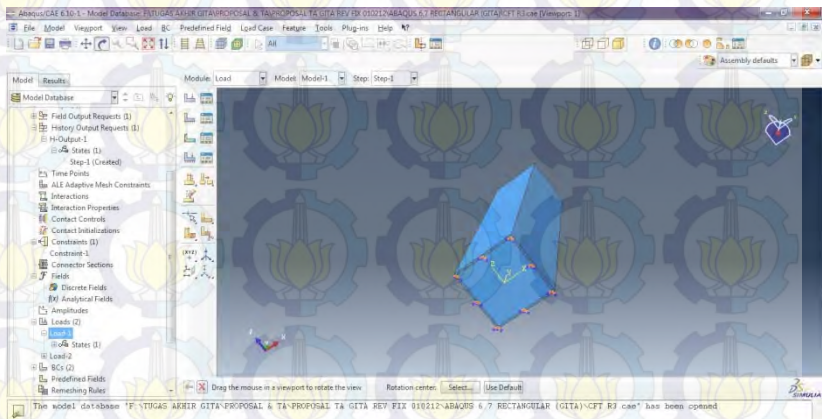 Abaqus/CAE 6.10-1 - Model Database: F:\TUGAS AKHIR GITA\PROPOSAL & TA\PROPOSAL TA GITA REV FIX 010212\ABAQUS 6.7 RECTANGULAR (GITA)\CFT R3.cae [Viewport: 1]
File Model Viewport View Load BC Predefined Field Load Case Feature Tools Plug-ins Help
All
Assembly defaults
Model Results
Module: Load Model: Model-1 Step: Step-1
Model Database
Field Output Requests (1)
History Output Requests (1)
H-Output-1
States (1)
Step-1 (Created)
Time Points
ALE Adaptive Mesh Constraints
Interactions
Interaction Properties
Contact Controls
Contact Initializations
Constraints (1)
Constraint-1
Connector Sections
Fields
Discrete Fields
Analytical Fields
Amplitudes
Loads (2)
Load-1
States (1)
Load-2
BCs (2)
Predefined Fields
Remeshing Rules
Drag the mouse in a viewport to rotate the view Rotation center: Select... Use Default
SIMULIA
The model database "F:\TUGAS AKHIR GITA\PROPOSAL & TA\PROPOSAL TA GITA REV FIX 010212\ABAQUS 6.7 RECTANGULAR (GITA)\CFT R3.cae" has been opened